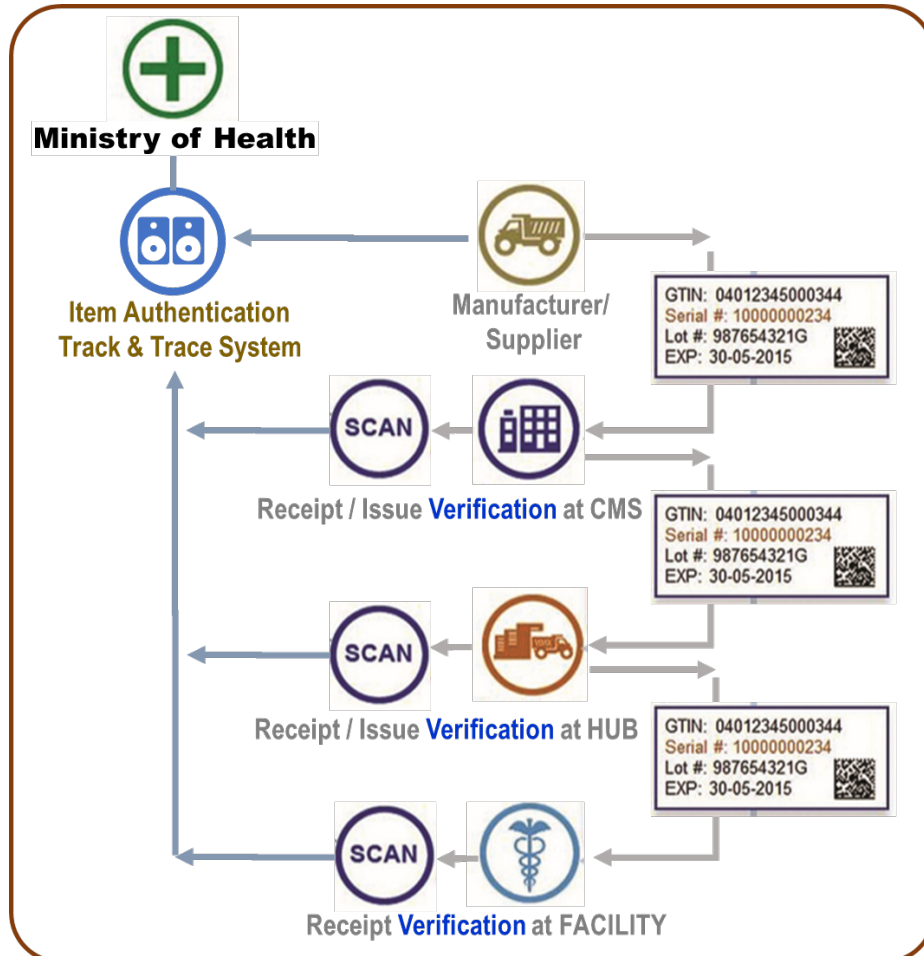 Ministry of Health
Item Authentication
Track & Trace System
Manufacturer/
Supplier
GTIN: 04012345000344
Serial #: 10000000234
Lot #: 987654321G
EXP: 30-05-2015
SCAN
Receipt / Issue Verification at CMS
GTIN: 04012345000344
Serial #: 10000000234
Lot #: 987654321G
EXP: 30-05-2015
SCAN
Receipt / Issue Verification at HUB
GTIN: 04012345000344
Serial #: 10000000234
Lot #: 987654321G
EXP: 30-05-2015
SCAN
Receipt Verification at FACILITY